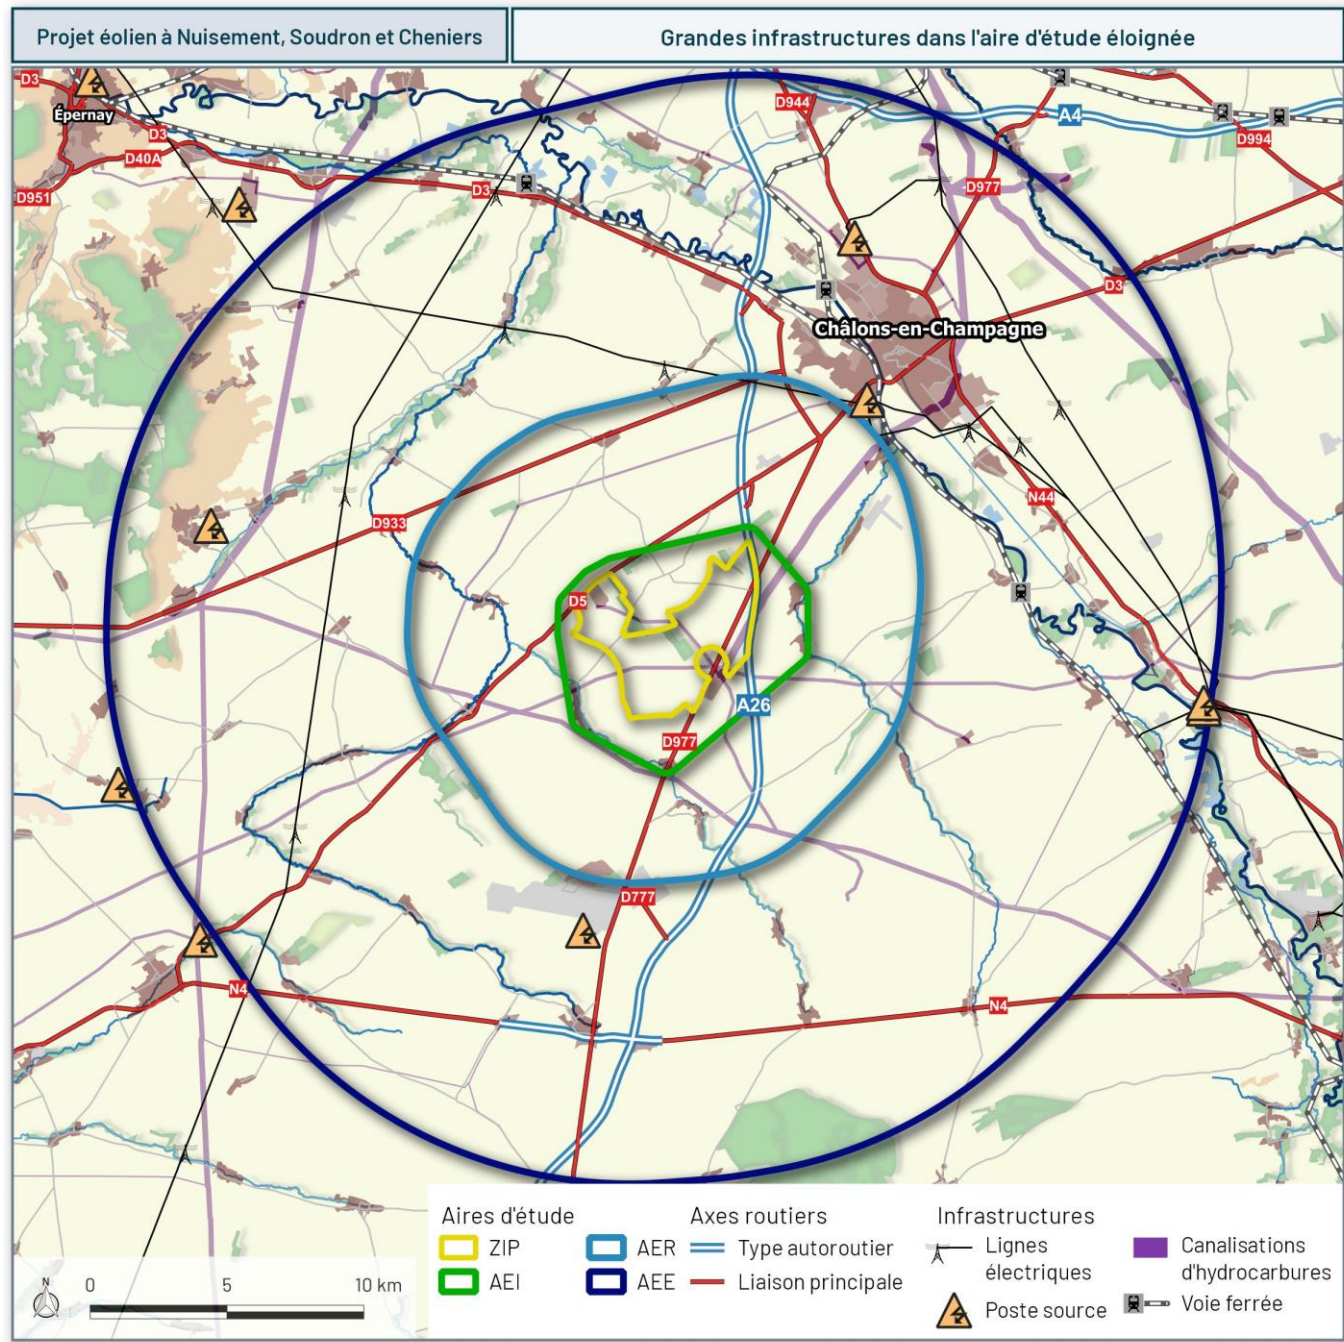 Projet éolien à Nuisement, Soudron et Cheniers
Grandes infrastructures dans l'aire d'étude éloignée
D3
Épernay
D3
D40A
D951
D3
D944
A4
D994
D977
D3
Châlons-en-Champagne
N44
D933
D5
A26
D977
D777
N4
N4
Aires d'étude
ZIP
AEI
AER
AEE
Axes routiers
Type autoroutier
Liaison principale
Infrastructures
Lignes
électriques
Poste source
Canalisations
d'hydrocarbures
Voie ferrée
N
0 5 10 km